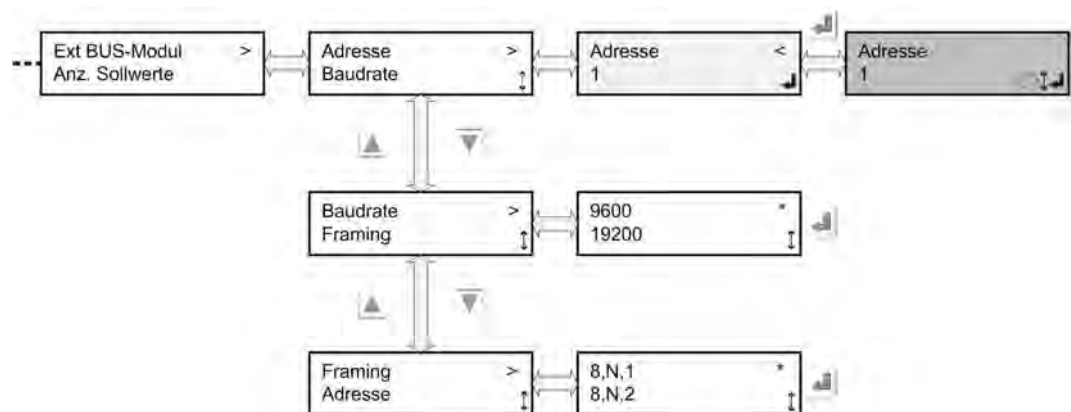 Ext BUS-Modul >
Anz. Sollwerte
Adresse >
Baudrate
Adresse <
1
Adresse
1
Baudrate >
Framing
9600 *
19200
Framing >
Adresse
8,N,1 *
8,N,2